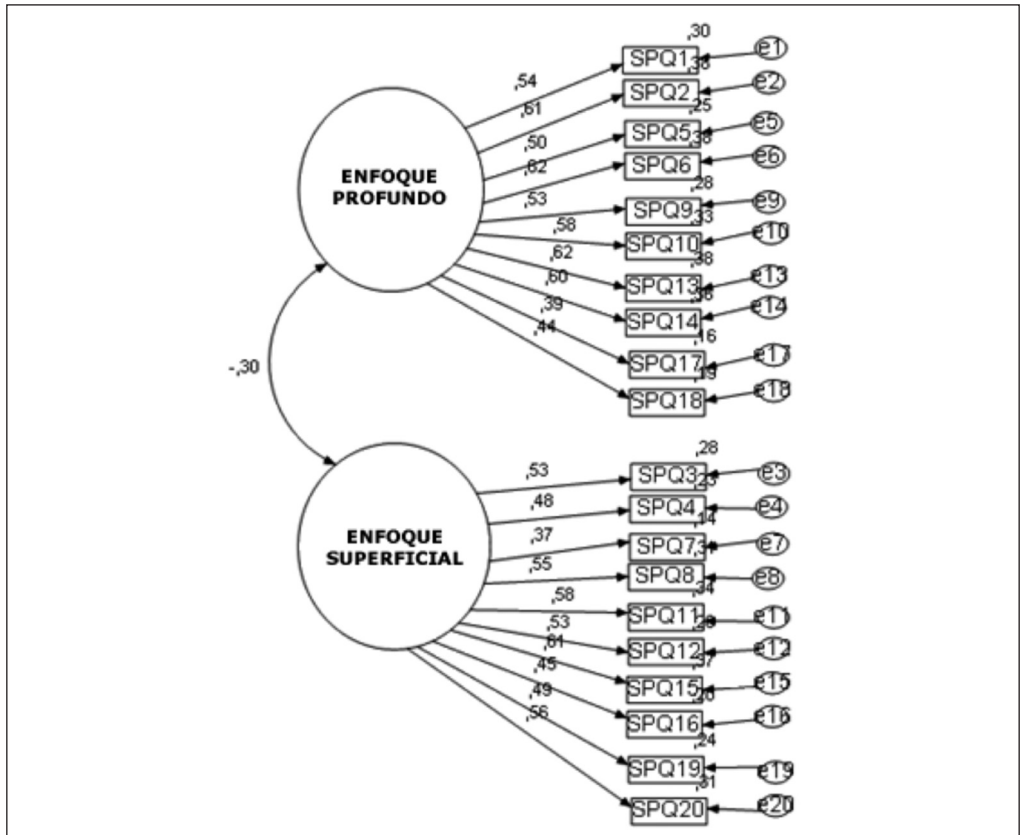 ,30
SPQ1
e1
,54
,38
SPQ2
e2
,61
,25
SPQ5
e5
,50
,38
SPQ6
e6
,62
,28
SPQ9
e9
,53
,33
SPQ10
e10
,58
,38
SPQ13
e13
,62
,36
SPQ14
e14
,60
,16
SPQ17
e17
,39
,19
SPQ18
e18
,44
ENFOQUE
PROFUNDO
-,30
,28
SPQ3
e3
,53
,23
SPQ4
e4
,48
,14
SPQ7
e7
,37
SPQ8
e8
,55
,34
SPQ11
e11
,58
,28
SPQ12
e12
,53
,37
SPQ15
e15
,61
,20
SPQ16
e16
,45
,24
SPQ19
e19
,49
,31
SPQ20
e20
,56
ENFOQUE
SUPERFICIAL